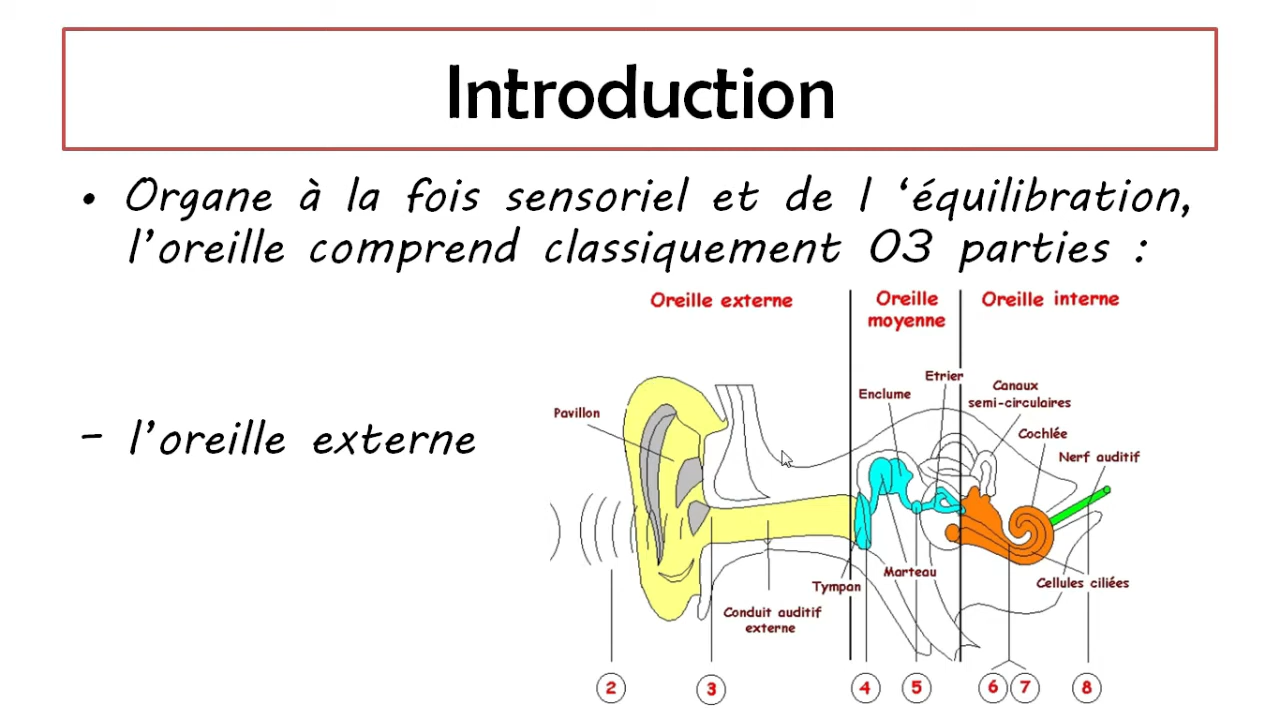 Introduction
• Organe à la fois sensoriel et de l ‘équilibration,
l’oreille comprend classiquement 03 parties :
Oreille externe
Oreille
moyenne
Oreille interne
Etrier
Canaux
semi-circulaires
Enclume
Pavillon
Cochlée
– l’oreille externe
Nerf auditif
Marteau
Tympan
Cellules ciliées
Conduit auditif
externe
2 3 4 5 6 7 8